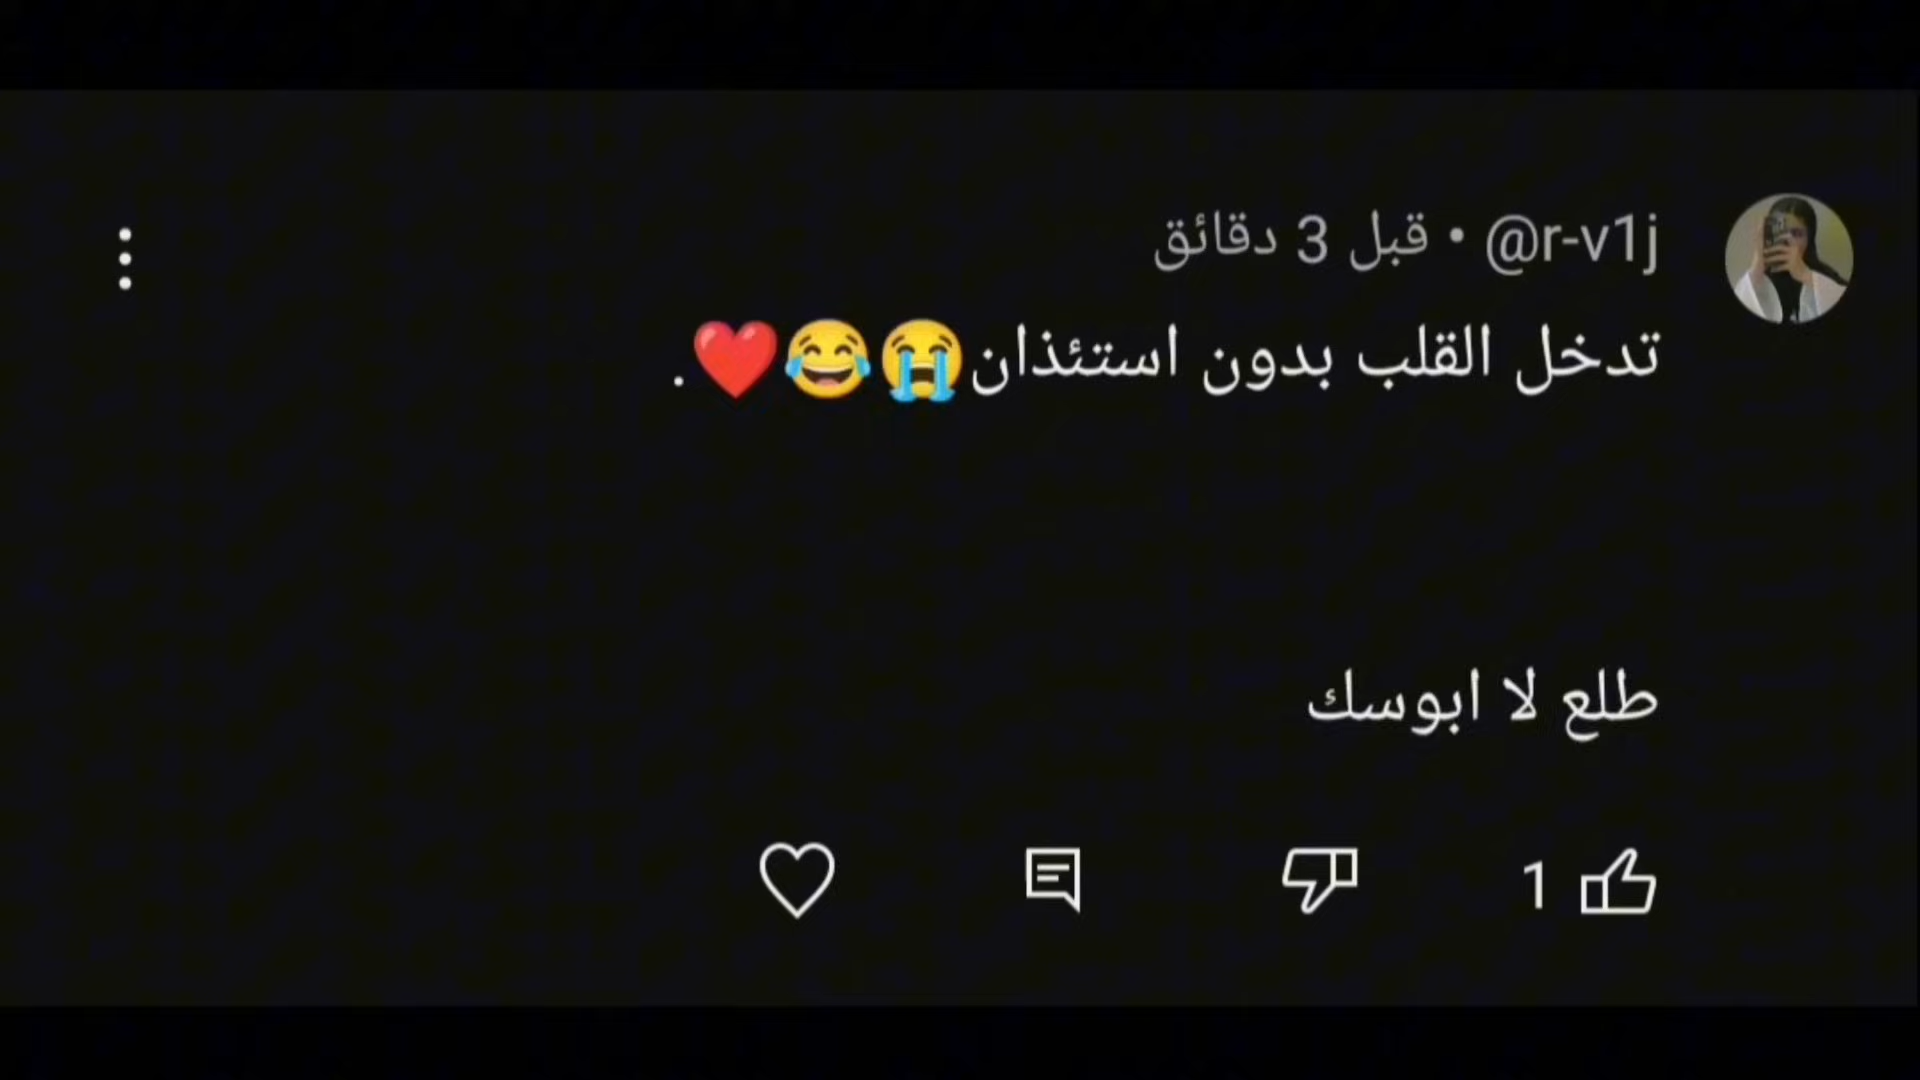 @r-v1j • قبل 3 دقائق
تدخل القلب بدون استئذان😭😂❤️.
طلع لا ابوسك
1